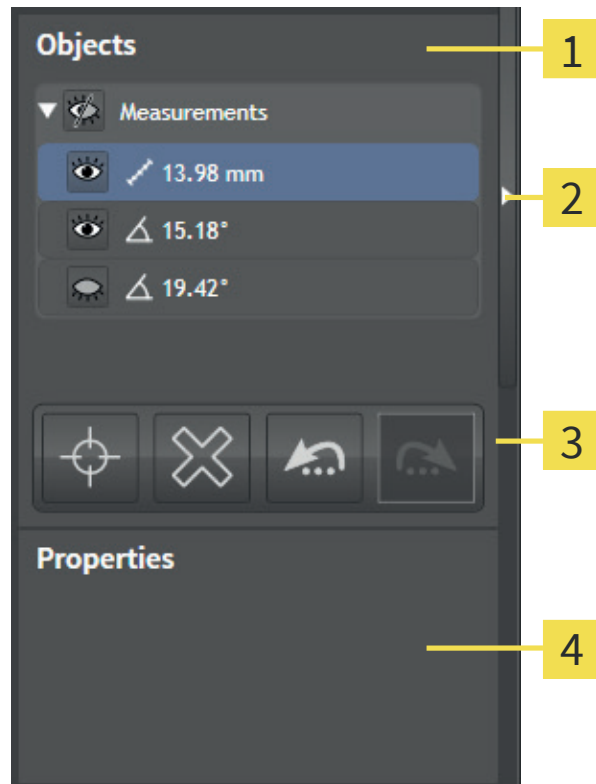 Objects
1
Measurements
13.98 mm
2
15.18°
19.42°
3
Properties
4